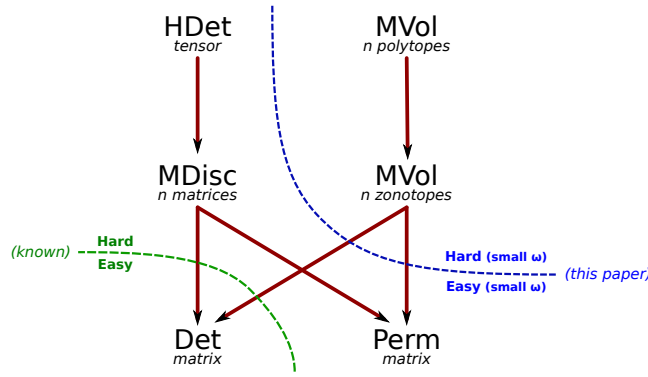 HDet
tensor
MVol
n polytopes
MDisc
n matrices
MVol
n zonotopes
(known)
Hard
Easy
Hard (small ω)
Easy (small ω)
(this paper)
Det
matrix
Perm
matrix